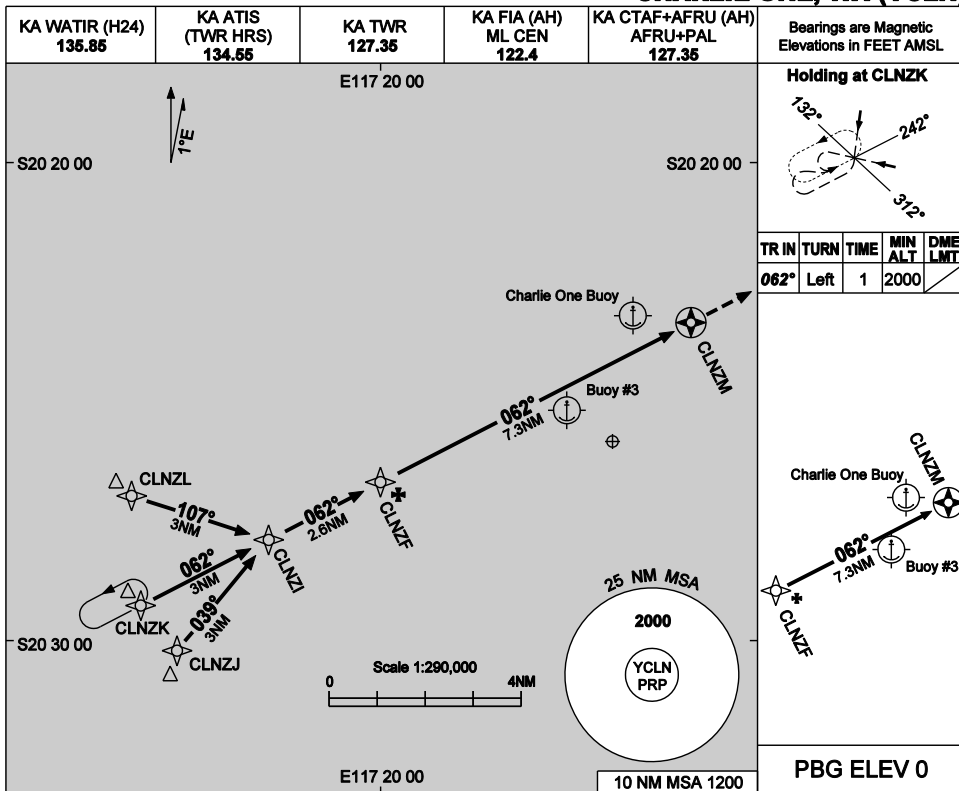 KA WATIR (H24)
135.85
KA ATIS
(TWR HRS)
134.55
KA TWR
127.35
KA FIA (AH)
ML CEN
122.4
KA CTAF+AFRU (AH)
AFRU+PAL
127.35
Bearings are Magnetic
Elevations in FEET AMSL
E117 20 00
1°E
S20 20 00
S20 20 00
Holding at CLNZK
132°
242°
312°
TR IN TURN TIME MIN ALT DME LMT
062° Left 1 2000
Charlie One Buoy
CLNZM
Buoy #3
062°
7.3NM
CLNZL
107°
3NM
062°
2.6NM
CLNZF
CLNZI
062°
3NM
CLNZK
039°
3NM
CLNZJ
S20 30 00
Scale 1:290,000
0 4NM
25 NM MSA
2000
YCLN
PRP
E117 20 00
10 NM MSA 1200
CLNZM
Charlie One Buoy
062°
7.3NM
Buoy #3
CLNZF
PBG ELEV 0